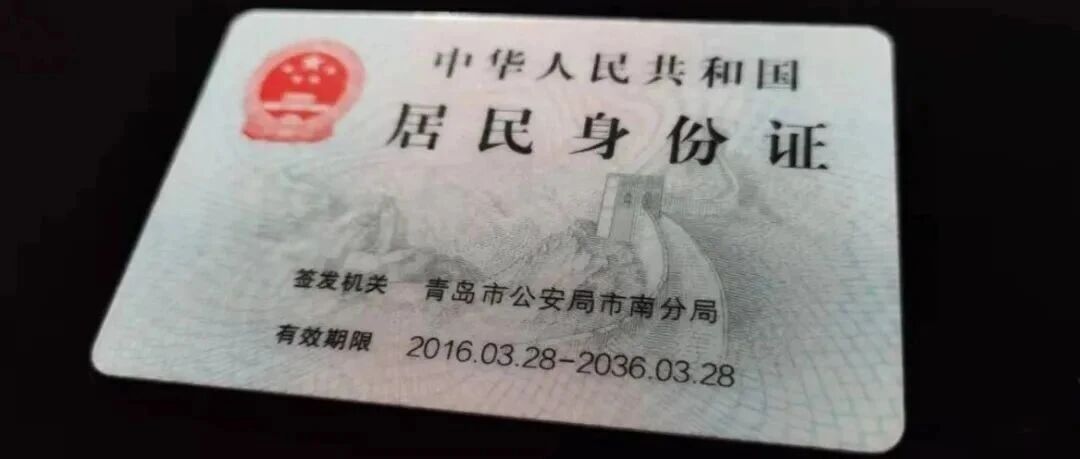 中华人民共和国
居民身份证
签发机关 青岛市公安局市南分局
有效期限 2016.03.28-2036.03.28